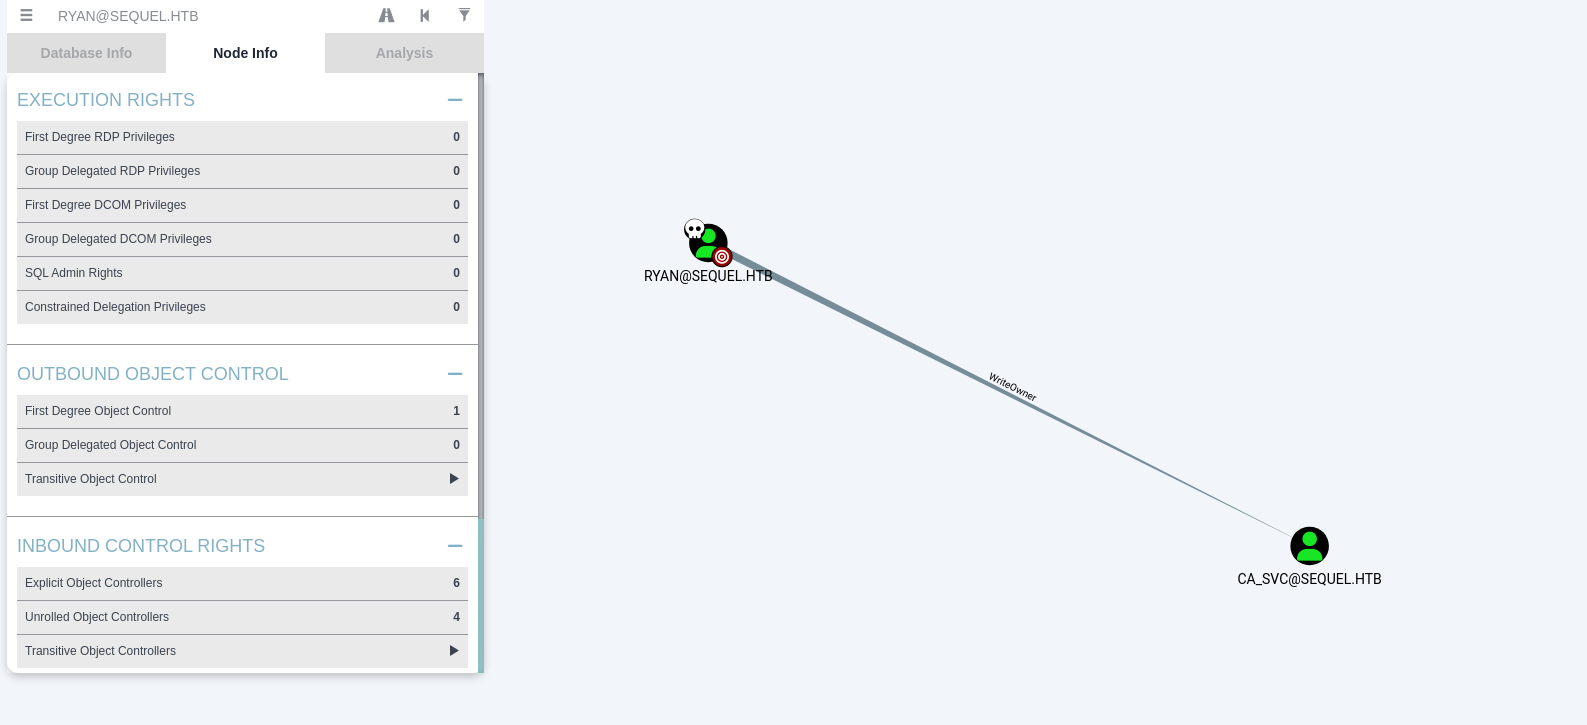 RYAN@SEQUEL.HTB
Database Info
Node Info
Analysis
EXECUTION RIGHTS
First Degree RDP Privileges 0
Group Delegated RDP Privileges 0
First Degree DCOM Privileges 0
Group Delegated DCOM Privileges 0
SQL Admin Rights 0
Constrained Delegation Privileges 0
OUTBOUND OBJECT CONTROL
First Degree Object Control 1
Group Delegated Object Control 0
Transitive Object Control
INBOUND CONTROL RIGHTS
Explicit Object Controllers 6
Unrolled Object Controllers 4
Transitive Object Controllers
RYAN@SEQUEL.HTB
WriteOwner
CA_SVC@SEQUEL.HTB